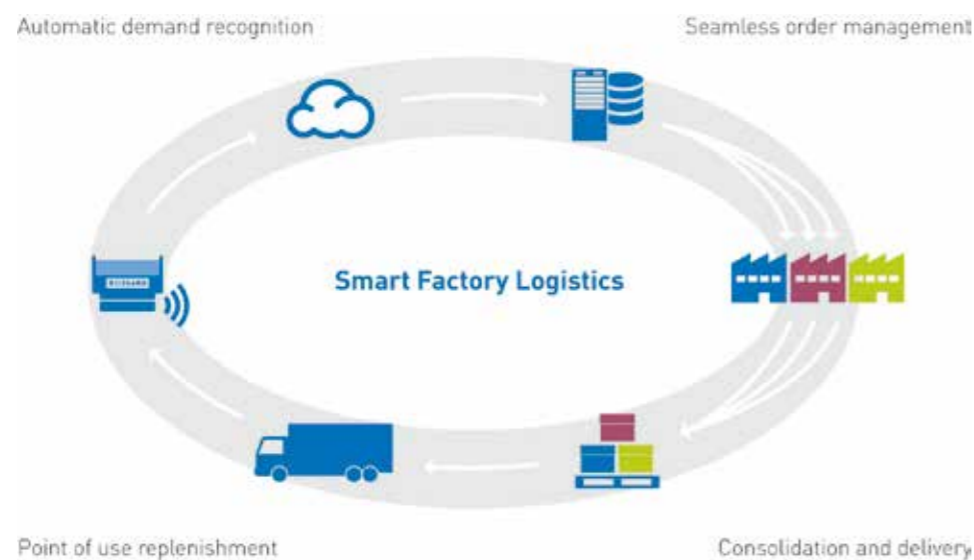 Automatic demand recognition
Seamless order management
Smart Factory Logistics
Point of use replenishment
Consolidation and delivery